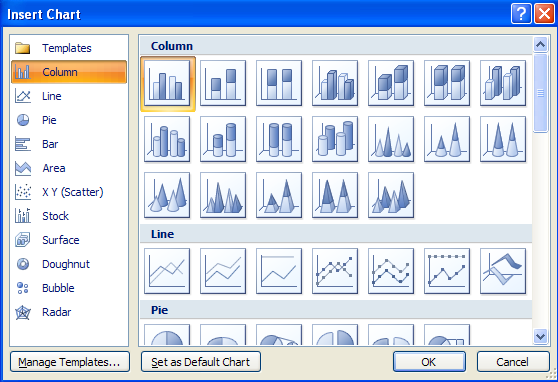 Insert Chart
Templates
Column
Line
Pie
Bar
Area
X Y (Scatter)
Stock
Surface
Doughnut
Bubble
Radar
Column
Line
Pie
Manage Templates...
Set as Default Chart
OK
Cancel